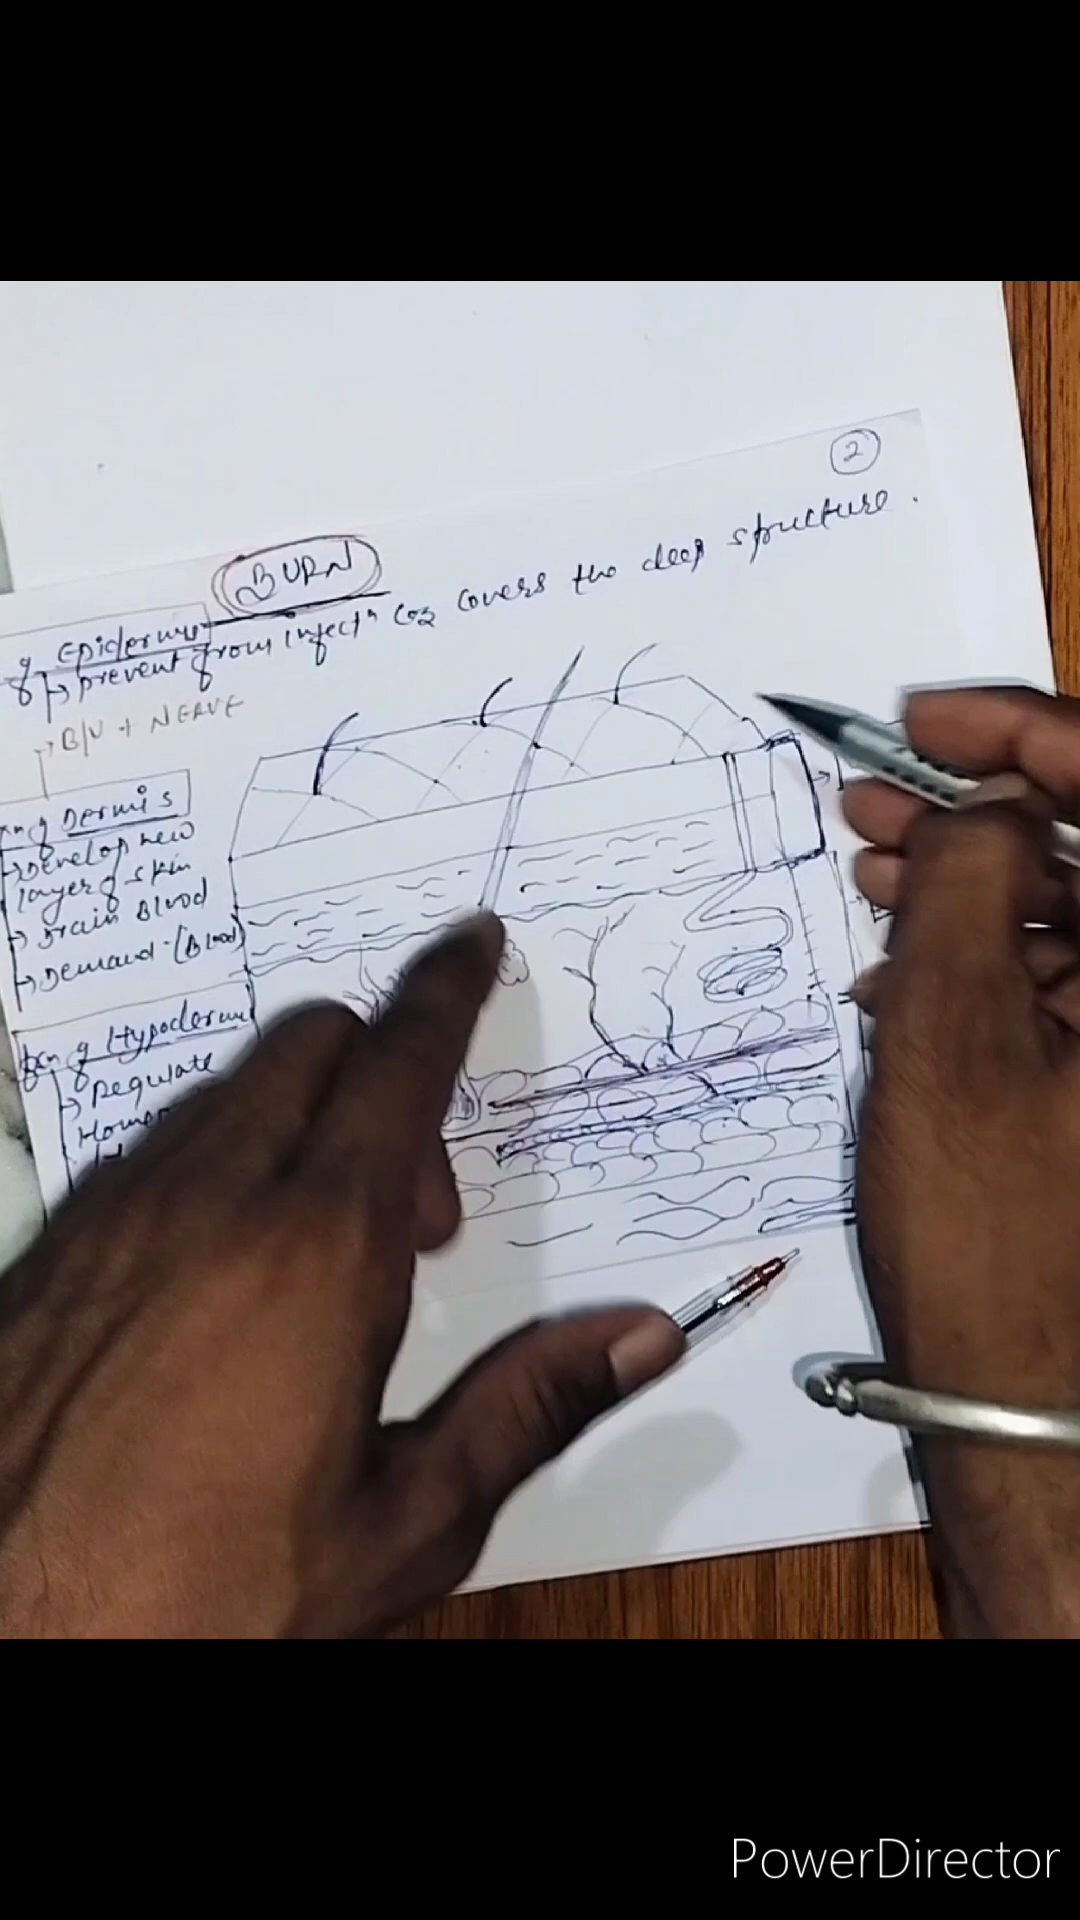 2
BURN
g Epidermis
→ prevent from infectⁿ coz covers the deep structure.
→ B/V + NERVE
Dermis
→ Develop new
layer of skin
→ Drain Blood
→ Demand - (Blood)
fxn g Hypodermis
→ Regulate
PowerDirector